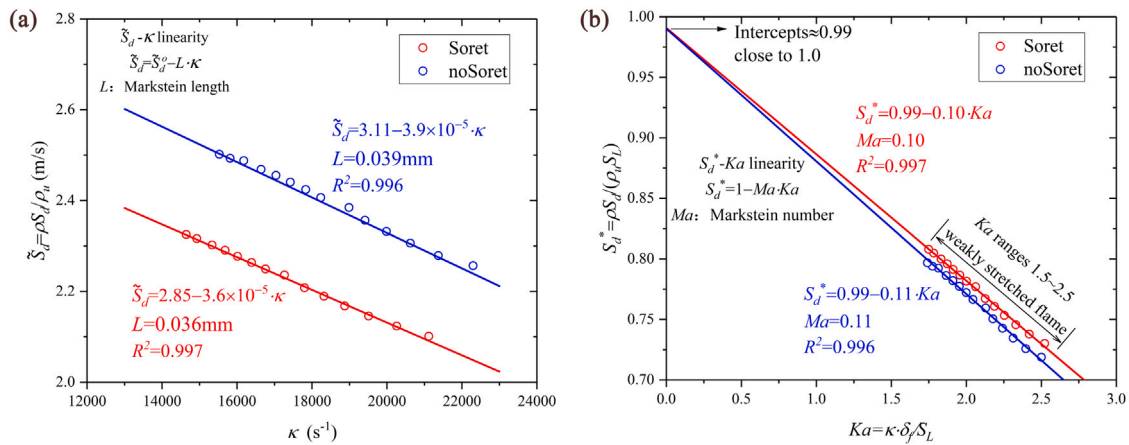 (a)
S̃d-κ linearity
S̃d=S̃d°−L·κ
L: Markstein length
Soret
noSoret
S̃d=3.11−3.9×10⁻⁵·κ
L=0.039mm
R²=0.996
S̃d=2.85−3.6×10⁻⁵·κ
L=0.036mm
R²=0.997
S̃d=ρSd/ρu (m/s)
2.8
2.6
2.4
2.2
2.0
12000 14000 16000 18000 20000 22000 24000
κ (s⁻¹)
(b)
Intercepts≈0.99
close to 1.0
Soret
noSoret
Sd*=0.99−0.10·Ka
Ma=0.10
R²=0.997
Sd*-Ka linearity
Sd*=1−Ma·Ka
Ma: Markstein number
Ka ranges 1.5~2.5
weakly stretched flame
Sd*=0.99−0.11·Ka
Ma=0.11
R²=0.996
Sd*=ρSd/(ρuSL)
1.00
0.95
0.90
0.85
0.80
0.75
0.70
0.0 0.5 1.0 1.5 2.0 2.5 3.0
Ka=κ·δf/SL